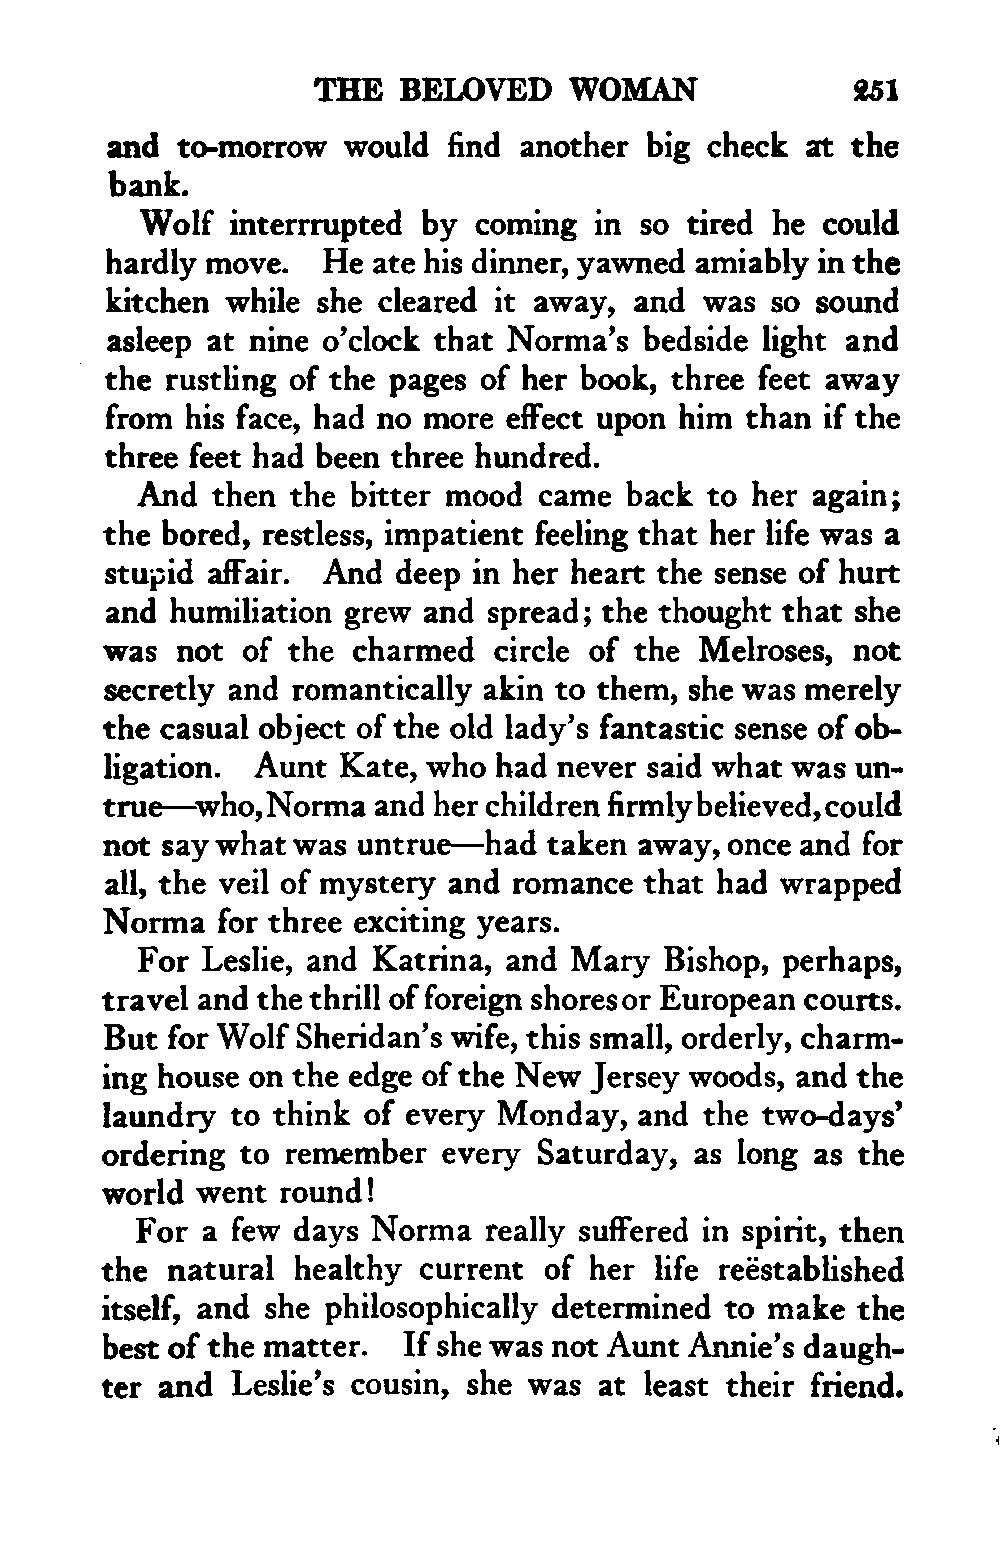 THE BELOVED WOMAN 251
and to-morrow would find another big check at the
bank.
Wolf interrrupted by coming in so tired he could
hardly move. He ate his dinner, yawned amiably in the
kitchen while she cleared it away, and was so sound
asleep at nine o'clock that Norma's bedside light and
the rustling of the pages of her book, three feet away
from his face, had no more effect upon him than if the
three feet had been three hundred.
And then the bitter mood came back to her again;
the bored, restless, impatient feeling that her life was a
stupid affair. And deep in her heart the sense of hurt
and humiliation grew and spread; the thought that she
was not of the charmed circle of the Melroses, not
secretly and romantically akin to them, she was merely
the casual object of the old lady's fantastic sense of ob-
ligation. Aunt Kate, who had never said what was un-
true—who, Norma and her children firmly believed, could
not say what was untrue—had taken away, once and for
all, the veil of mystery and romance that had wrapped
Norma for three exciting years.
For Leslie, and Katrina, and Mary Bishop, perhaps,
travel and the thrill of foreign shores or European courts.
But for Wolf Sheridan's wife, this small, orderly, charm-
ing house on the edge of the New Jersey woods, and the
laundry to think of every Monday, and the two-days'
ordering to remember every Saturday, as long as the
world went round!
For a few days Norma really suffered in spirit, then
the natural healthy current of her life reëstablished
itself, and she philosophically determined to make the
best of the matter. If she was not Aunt Annie's daugh-
ter and Leslie's cousin, she was at least their friend.